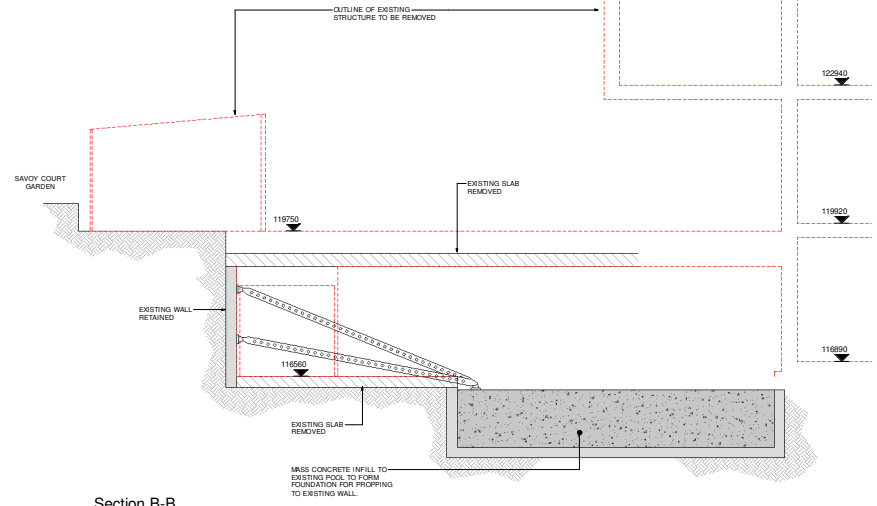 OUTLINE OF EXISTING
STRUCTURE TO BE REMOVED
122940
SAVOY COURT
GARDEN
EXISTING SLAB
REMOVED
119750
119920
EXISTING WALL
RETAINED
116560
116890
EXISTING SLAB
REMOVED
MASS CONCRETE INFILL TO
EXISTING POOL TO FORM
FOUNDATION FOR PROPPING
TO EXISTING WALL.
Section B-B